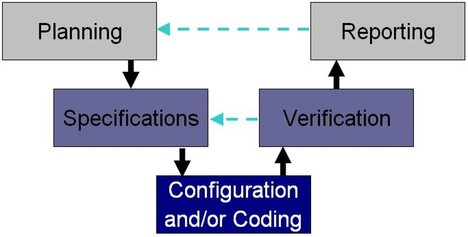 Planning
Reporting
Specifications
Verification
Configuration
and/or Coding